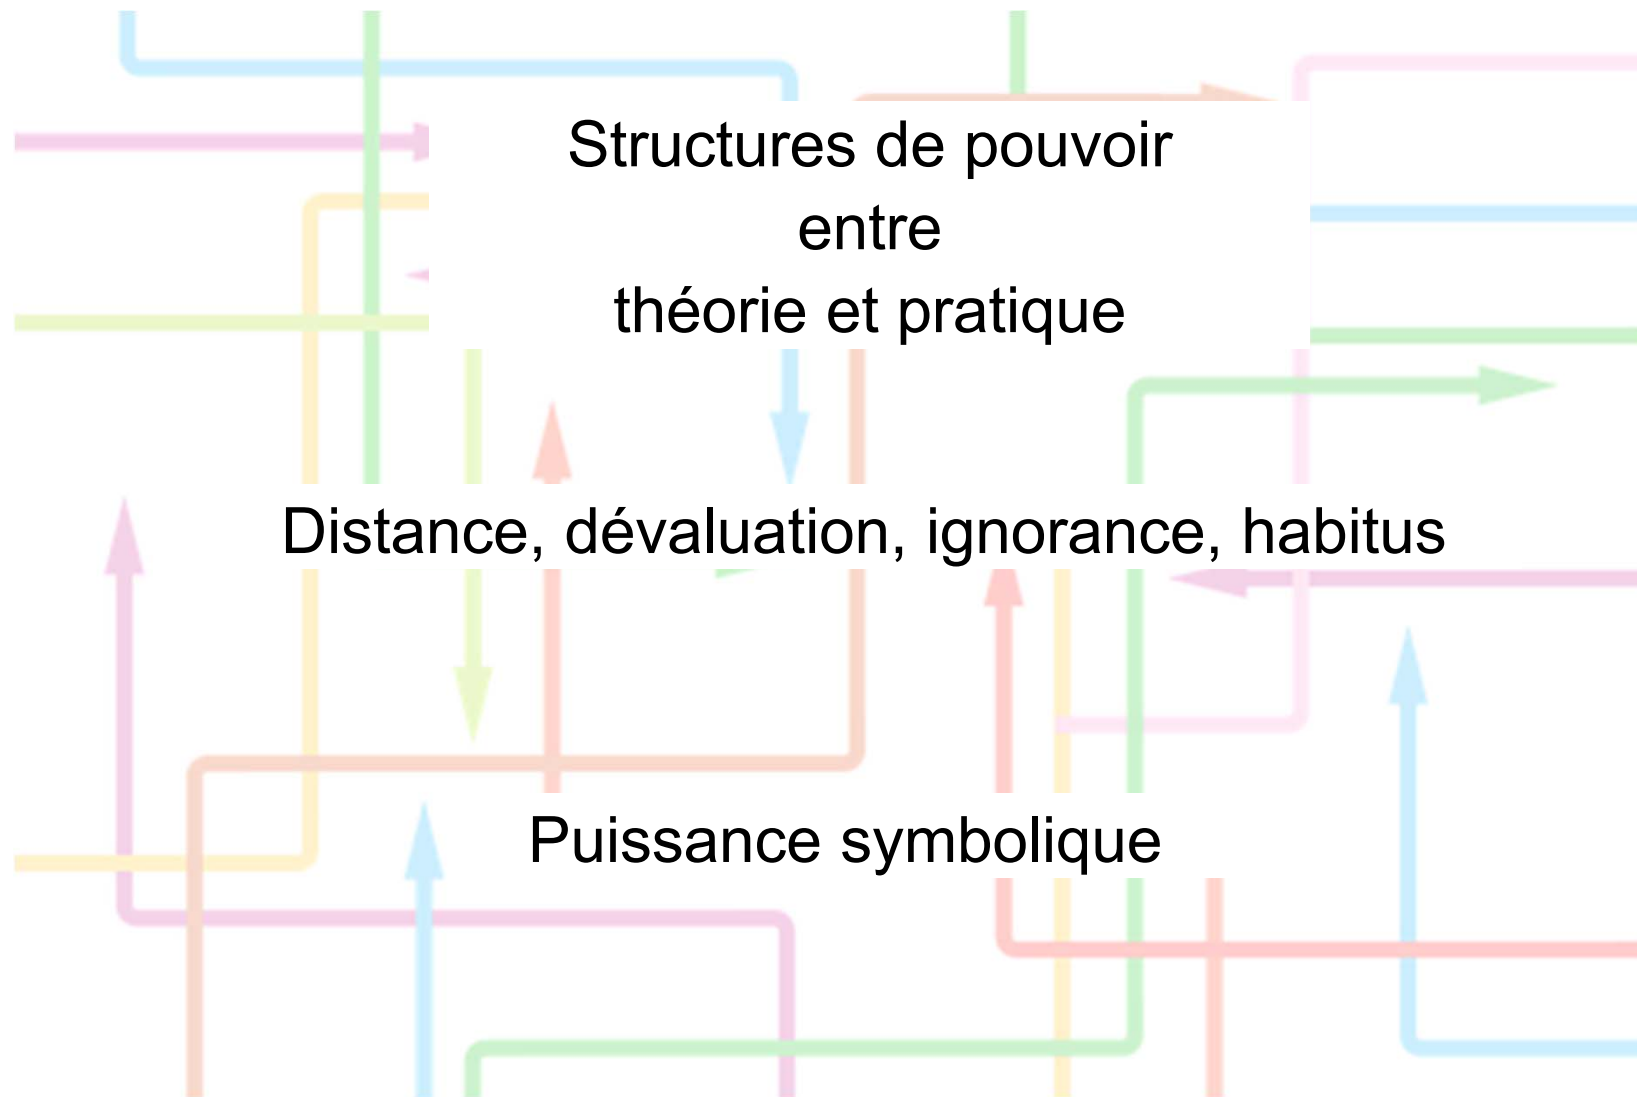 Structures de pouvoir
entre
théorie et pratique
Distance, dévaluation, ignorance, habitus
Puissance symbolique